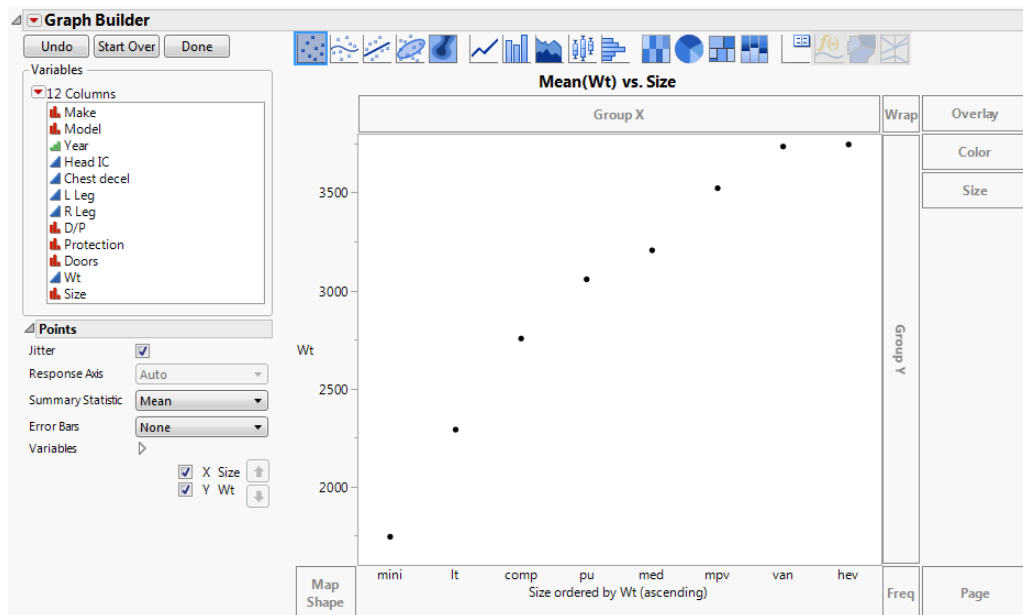 Graph Builder
Undo Start Over Done
Variables
12 Columns
Make
Model
Year
Head IC
Chest decel
L Leg
R Leg
D/P
Protection
Doors
Wt
Size
Points
Jitter
Response Axis Auto
Summary Statistic Mean
Error Bars None
Variables
X Size
Y Wt
Mean(Wt) vs. Size
Group X
Wrap
Overlay
Color
Size
Group Y
3500
3000
2500
2000
Wt
mini lt comp pu med mpv van hev
Size ordered by Wt (ascending)
Map
Shape
Freq
Page